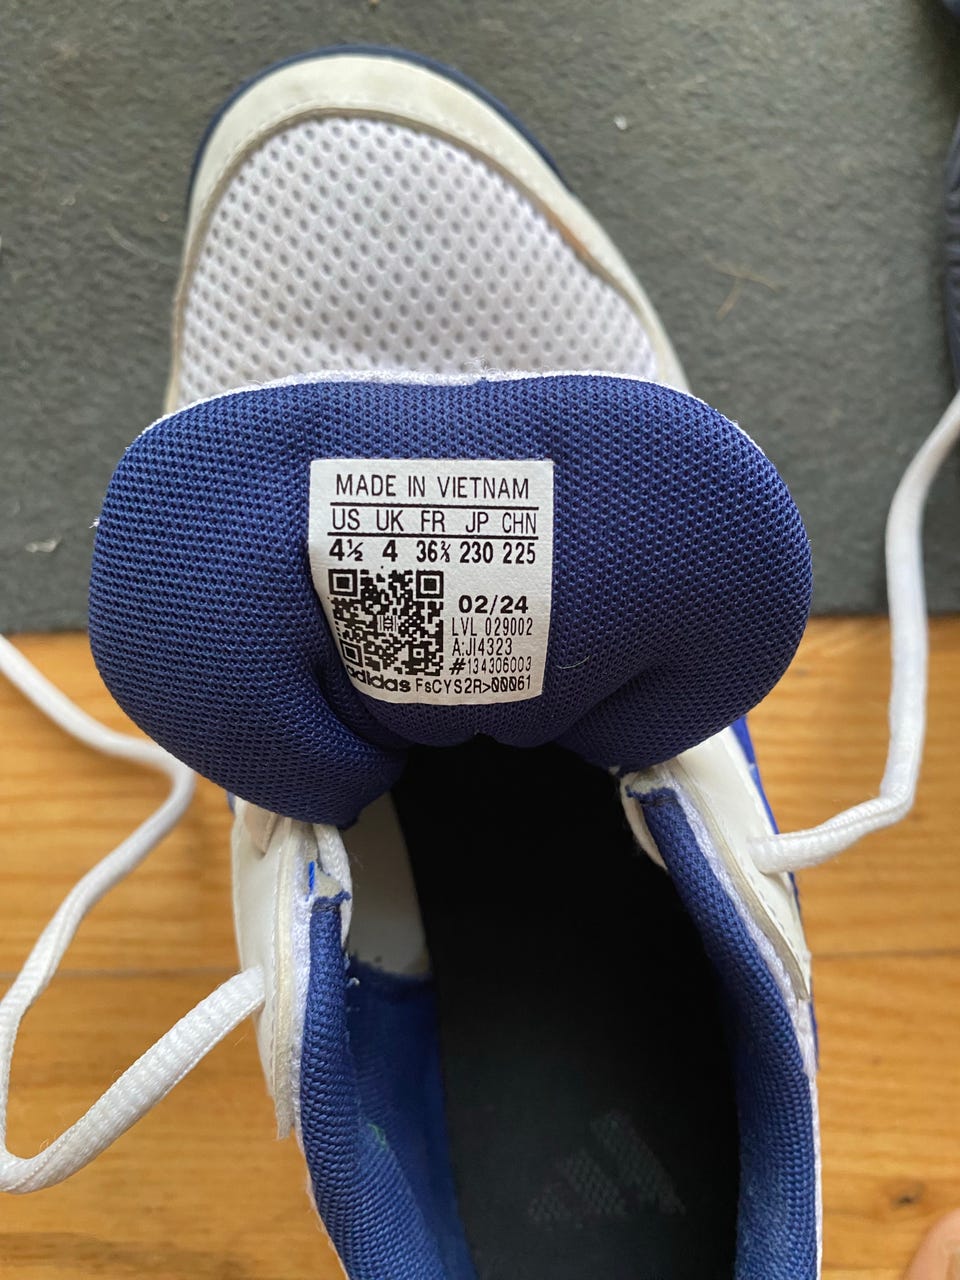 MADE IN VIETNAM
US UK FR JP CHN
4½ 4 36⅔ 230 225
02/24
LVL 029002
A:JI4323
#134306003
adidas FsCYS2R>00061